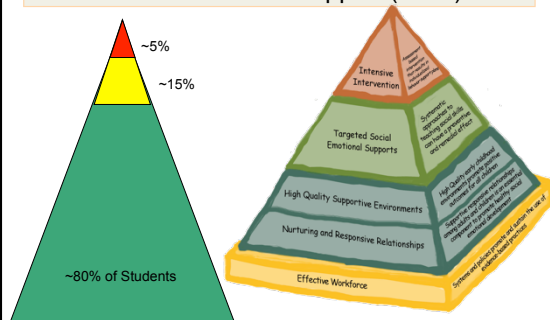 ~5%
~15%
~80% of Students
Intensive
Intervention
Targeted Social
Emotional Supports
Systematic
approaches to
teaching social skills
can have a preventive
and remedial effect
High Quality Supportive Environments
High Quality early childhood
environments promote positive
outcomes for all children
Nurturing and Responsive Relationships
Supportive responsive relationships
among adults and children is an essential
component to promote healthy social
emotional development
Effective Workforce
Systems and policies promote and sustain the use of
evidence-based practices